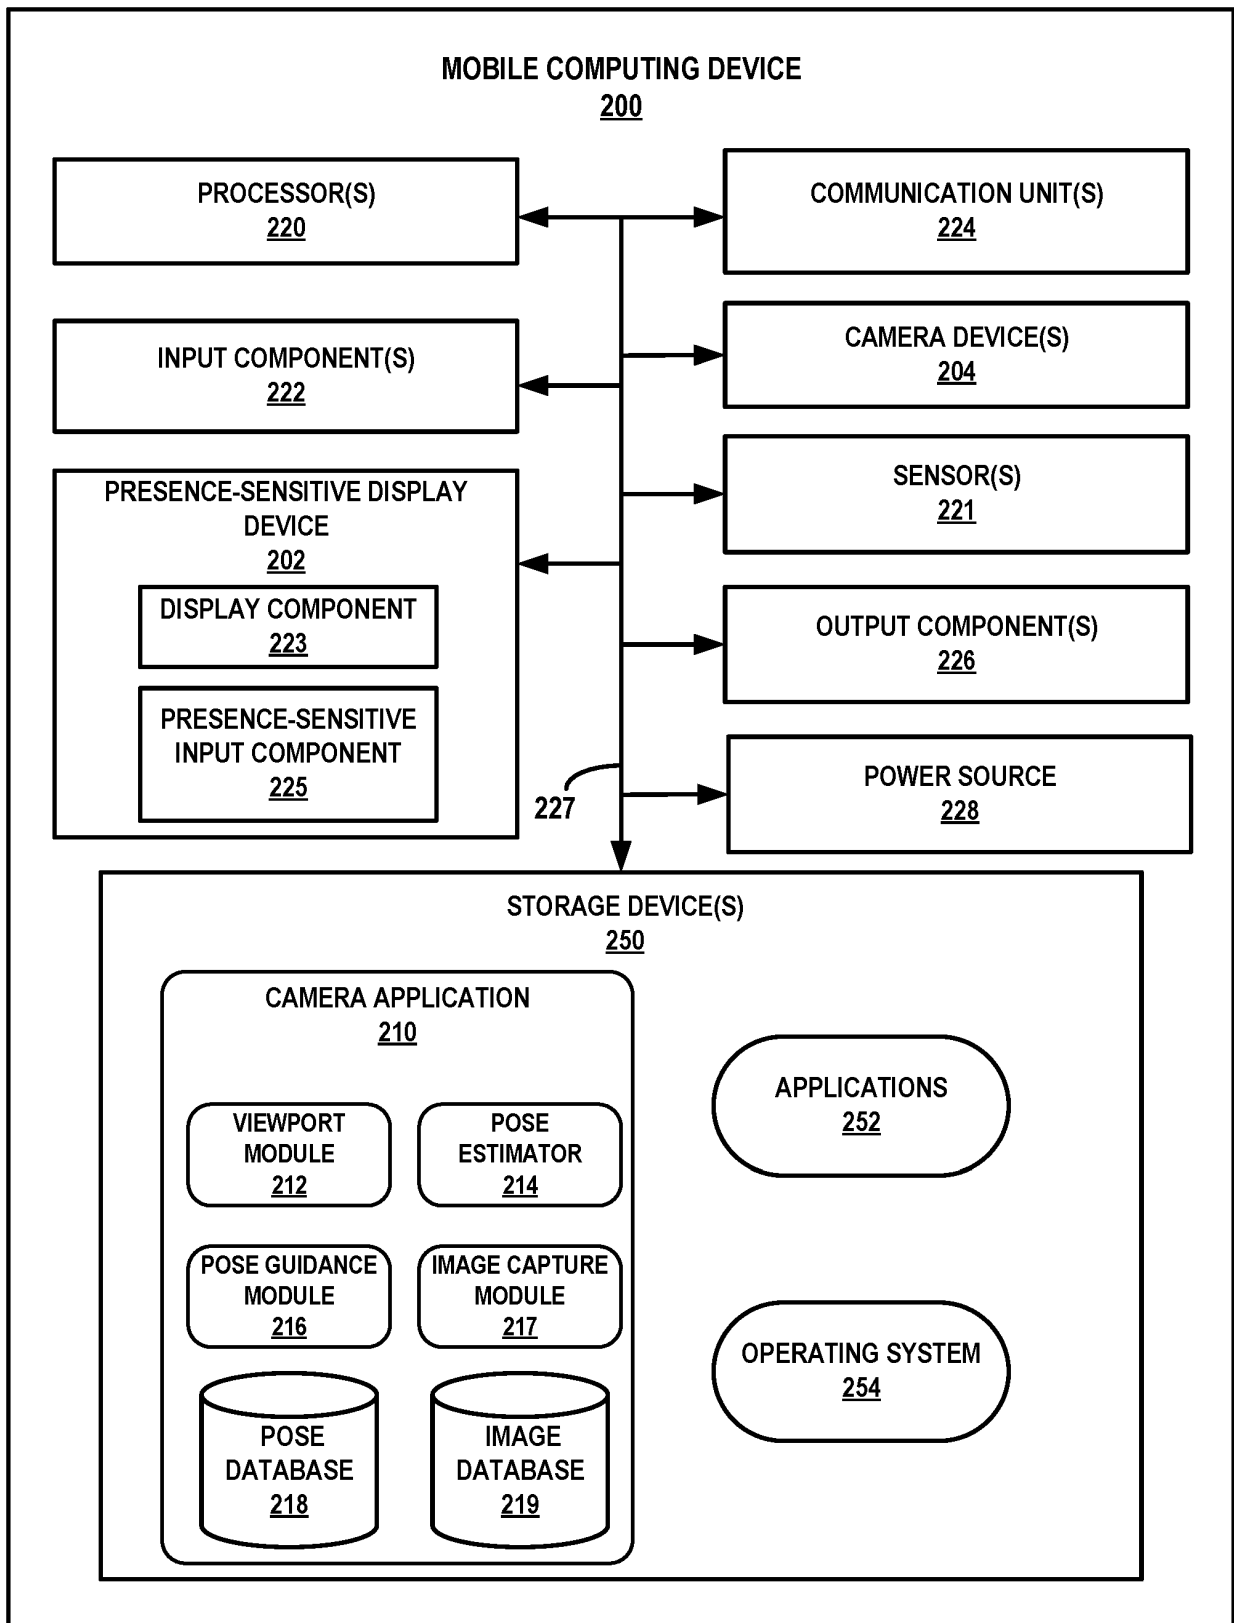 MOBILE COMPUTING DEVICE
200
PROCESSOR(S)
220
COMMUNICATION UNIT(S)
224
INPUT COMPONENT(S)
222
CAMERA DEVICE(S)
204
PRESENCE-SENSITIVE DISPLAY
DEVICE
202
DISPLAY COMPONENT
223
PRESENCE-SENSITIVE
INPUT COMPONENT
225
SENSOR(S)
221
OUTPUT COMPONENT(S)
226
POWER SOURCE
228
227
STORAGE DEVICE(S)
250
CAMERA APPLICATION
210
VIEWPORT
MODULE
212
POSE
ESTIMATOR
214
POSE GUIDANCE
MODULE
216
IMAGE CAPTURE
MODULE
217
POSE
DATABASE
218
IMAGE
DATABASE
219
APPLICATIONS
252
OPERATING SYSTEM
254